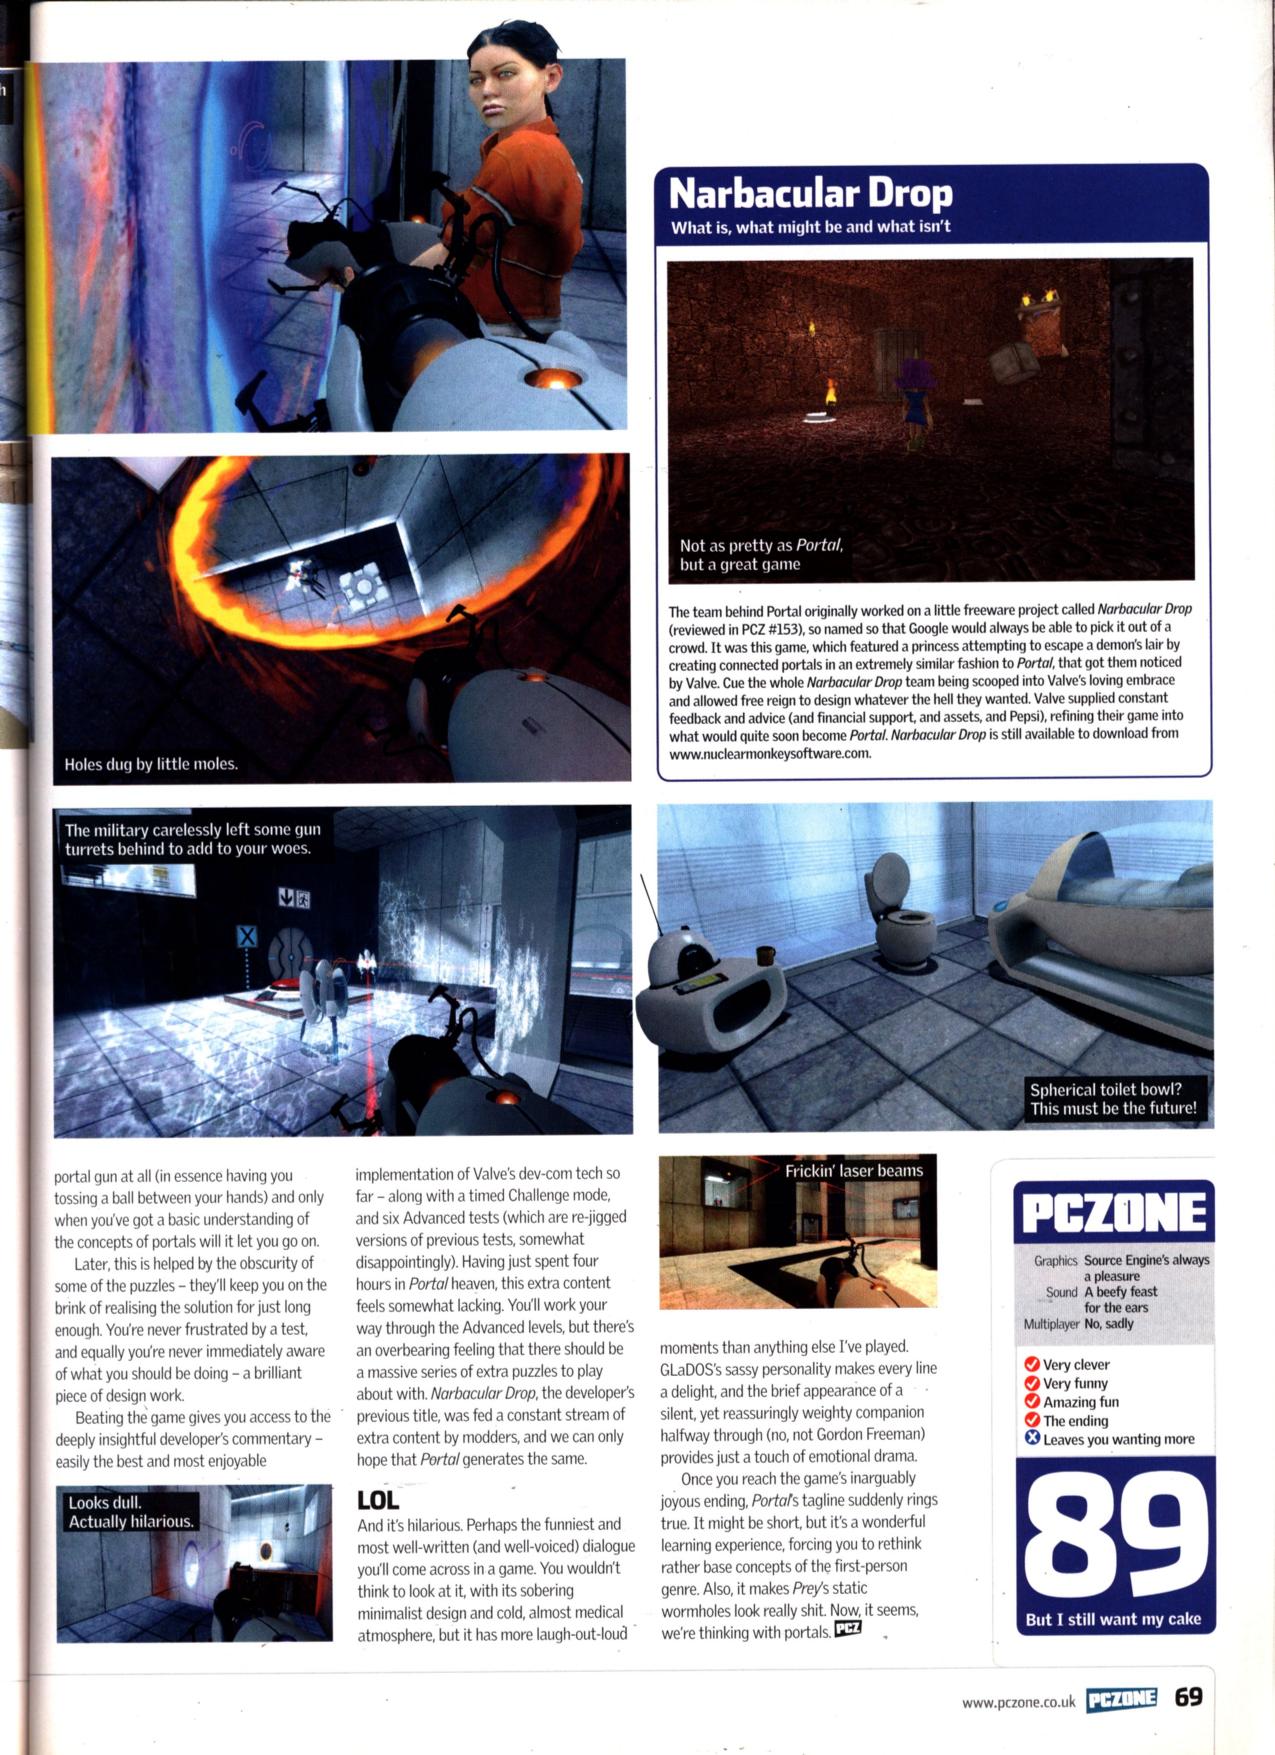 Narbacular Drop
What is, what might be and what isn't
Not as pretty as Portal,
but a great game
The team behind Portal originally worked on a little freeware project called Narbacular Drop
(reviewed in PCZ #153), so named so that Google would always be able to pick it out of a
crowd. It was this game, which featured a princess attempting to escape a demon's lair by
creating connected portals in an extremely similar fashion to Portal, that got them noticed
by Valve. Cue the whole Narbacular Drop team being scooped into Valve's loving embrace
and allowed free reign to design whatever the hell they wanted. Valve supplied constant
feedback and advice (and financial support, and assets, and Pepsi), refining their game into
what would quite soon become Portal. Narbacular Drop is still available to download from
www.nuclearmonkeysoftware.com.
Holes dug by little moles.
The military carelessly left some gun
turrets behind to add to your woes.
X
Spherical toilet bowl?
This must be the future!
portal gun at all (in essence having you
tossing a ball between your hands) and only
when you've got a basic understanding of
the concepts of portals will it let you go on.
Later, this is helped by the obscurity of
some of the puzzles – they'll keep you on the
brink of realising the solution for just long
enough. You're never frustrated by a test,
and equally you're never immediately aware
of what you should be doing – a brilliant
piece of design work.
Beating the game gives you access to the
deeply insightful developer's commentary –
easily the best and most enjoyable
Looks dull.
Actually hilarious.
implementation of Valve's dev-com tech so
far – along with a timed Challenge mode,
and six Advanced tests (which are re-jigged
versions of previous tests, somewhat
disappointingly). Having just spent four
hours in Portal heaven, this extra content
feels somewhat lacking. You'll work your
way through the Advanced levels, but there's
an overbearing feeling that there should be
a massive series of extra puzzles to play
about with. Narbacular Drop, the developer's
previous title, was fed a constant stream of
extra content by modders, and we can only
hope that Portal generates the same.
LOL
And it's hilarious. Perhaps the funniest and
most well-written (and well-voiced) dialogue
you'll come across in a game. You wouldn't
think to look at it, with its sobering
minimalist design and cold, almost medical
atmosphere, but it has more laugh-out-loud
Frickin' laser beams
moments than anything else I've played.
GLaDOS's sassy personality makes every line
a delight, and the brief appearance of a
silent, yet reassuringly weighty companion
halfway through (no, not Gordon Freeman)
provides just a touch of emotional drama.
Once you reach the game's inarguably
joyous ending, Portal's tagline suddenly rings
true. It might be short, but it's a wonderful
learning experience, forcing you to rethink
rather base concepts of the first-person
genre. Also, it makes Prey's static
wormholes look really shit. Now, it seems,
we're thinking with portals. PCZ
PCZONE
Graphics Source Engine's always
a pleasure
Sound A beefy feast
for the ears
Multiplayer No, sadly
Very clever
Very funny
Amazing fun
The ending
Leaves you wanting more
89
But I still want my cake
www.pczone.co.uk PCZONE 69